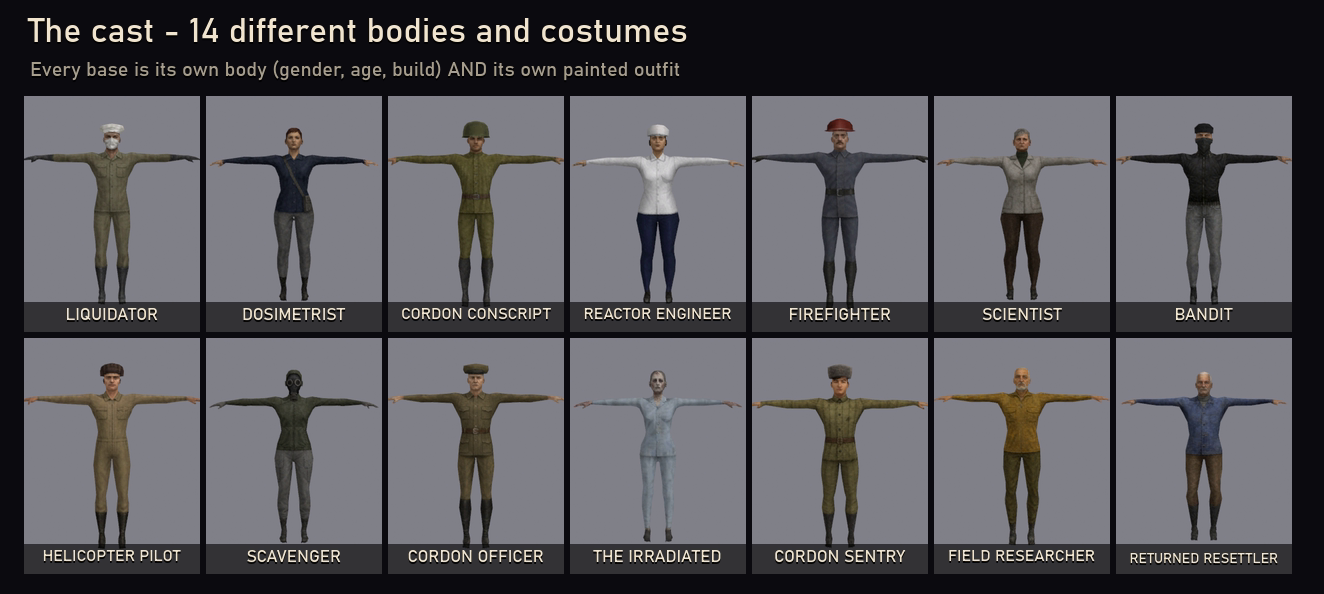 The cast - 14 different bodies and costumes
Every base is its own body (gender, age, build) AND its own painted outfit
LIQUIDATOR
DOSIMETRIST
CORDON CONSCRIPT
REACTOR ENGINEER
FIREFIGHTER
SCIENTIST
BANDIT
HELICOPTER PILOT
SCAVENGER
CORDON OFFICER
THE IRRADIATED
CORDON SENTRY
FIELD RESEARCHER
RETURNED RESETTLER